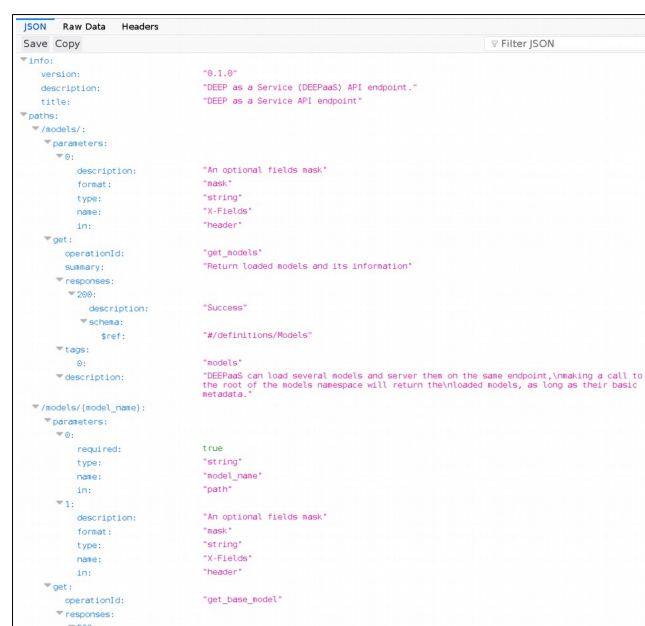 JSON Raw Data Headers
Save Copy Filter JSON
info:
version: "0.1.0"
description: "DEEP as a Service (DEEPaaS) API endpoint."
title: "DEEP as a Service API endpoint"
paths:
/models/:
parameters:
0:
description: "An optional fields mask"
format: "mask"
type: "string"
name: "X-Fields"
in: "header"
get:
operationId: "get_models"
summary: "Return loaded models and its information"
responses:
200:
description: "Success"
schema:
$ref: "#/definitions/Models"
tags:
0: "models"
description: "DEEPaaS can load several models and server them on the same endpoint,\nmaking a call to
the root of the models namespace will return the\nloaded models, as long as their basic
metadata."
/models/{model_name}:
parameters:
0:
required: true
type: "string"
name: "model_name"
in: "path"
1:
description: "An optional fields mask"
format: "mask"
type: "string"
name: "X-Fields"
in: "header"
get:
operationId: "get_base_model"
responses: